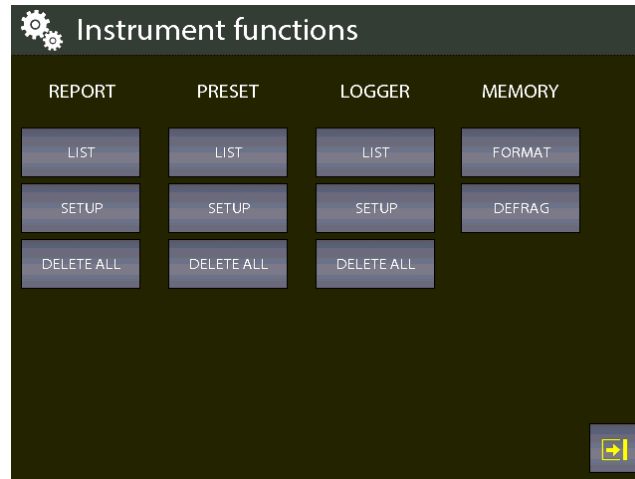 Instrument functions
REPORT PRESET LOGGER MEMORY
LIST LIST LIST FORMAT
SETUP SETUP SETUP DEFRAG
DELETE ALL DELETE ALL DELETE ALL